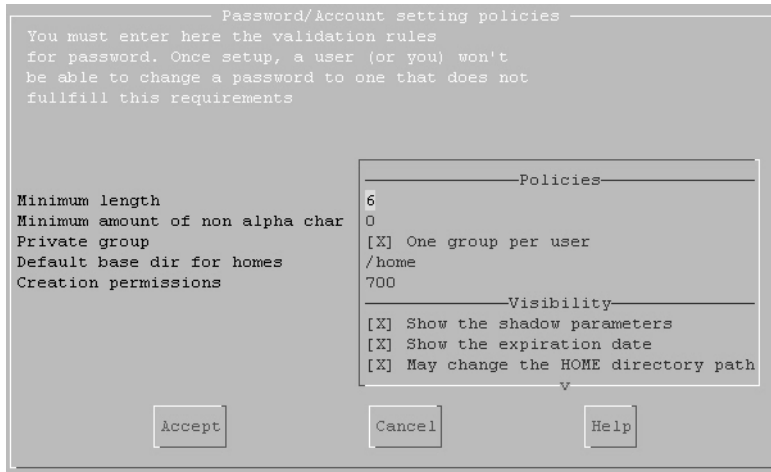 Password/Account setting policies
You must enter here the validation rules
for password. Once setup, a user (or you) won't
be able to change a password to one that does not
fullfill this requirements
Policies
Minimum length 6
Minimum amount of non alpha char 0
Private group [X] One group per user
Default base dir for homes /home
Creation permissions 700
Visibility
[X] Show the shadow parameters
[X] Show the expiration date
[X] May change the HOME directory path
v
Accept Cancel Help